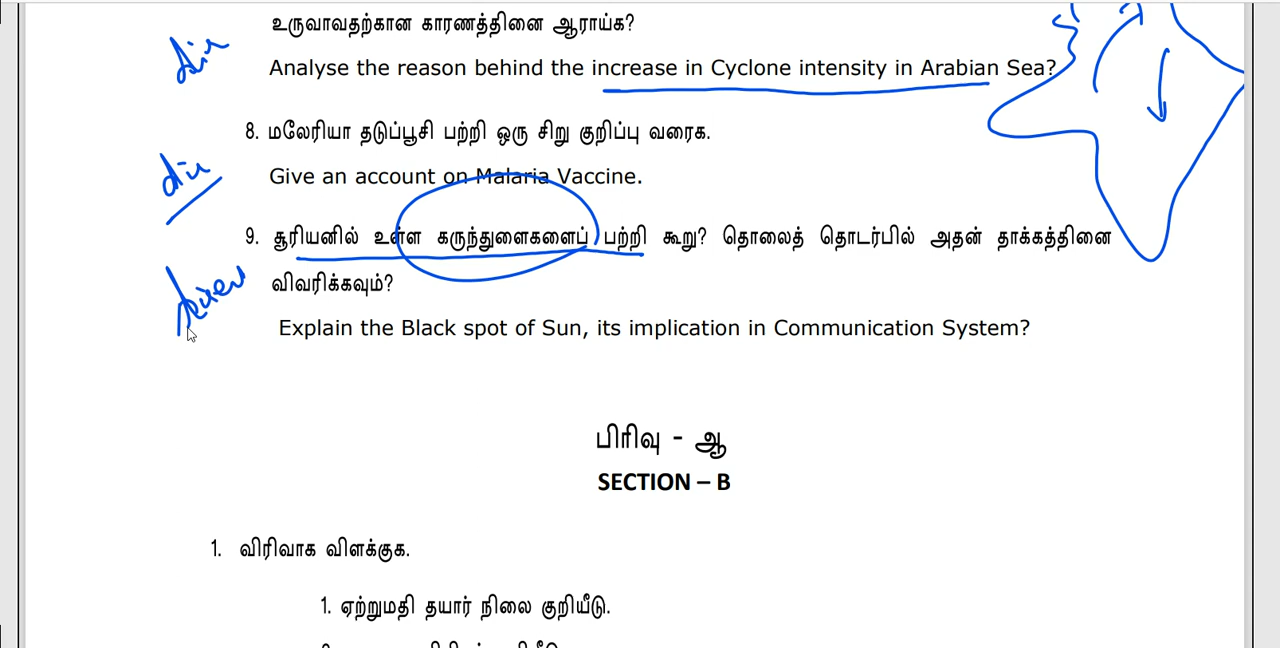 உருவாவதற்கான காரணத்தினை ஆராய்க?
Analyse the reason behind the increase in Cyclone intensity in Arabian Sea?
8. மலேரியா தடுப்பூசி பற்றி ஒரு சிறு குறிப்பு வரைக.
Give an account on Malaria Vaccine.
9. சூரியனில் உள்ள கருந்துளைகளைப் பற்றி கூறு? தொலைத் தொடர்பில் அதன் தாக்கத்தினை
விவரிக்கவும்?
Explain the Black spot of Sun, its implication in Communication System?
பிரிவு - ஆ
SECTION – B
1. விரிவாக விளக்குக.
1. ஏற்றுமதி தயார் நிலை குறியீடு.